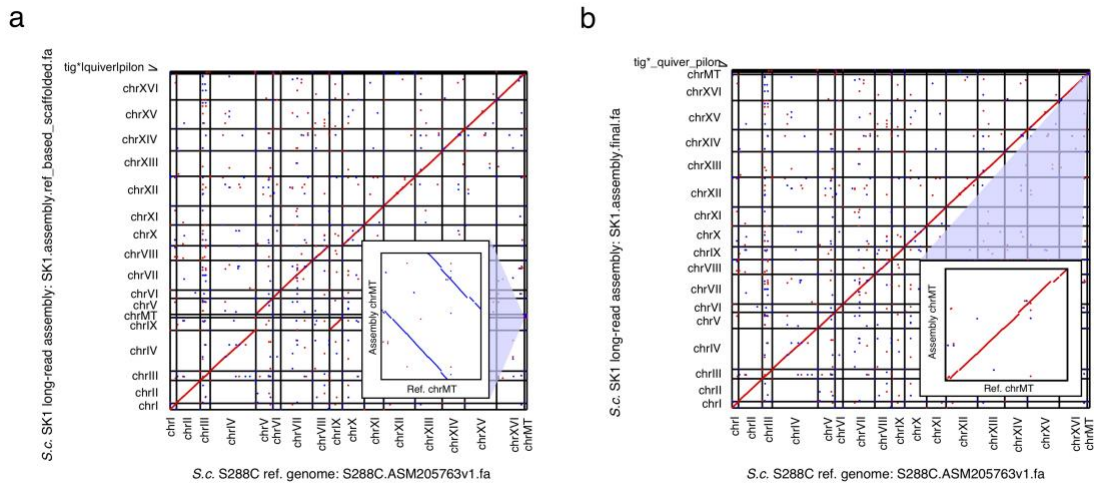 a
S.c. SK1 long-read assembly: SK1.assembly.ref_based_scaffolded.fa
tig*|quiver|pilon
chrXVI
chrXV
chrXIV
chrXIII
chrXII
chrXI
chrX
chrVIII
chrVII
chrVI
chrV
chrMT
chrIX
chrIV
chrIII
chrII
chrI
Assembly chrMT
Ref. chrMT
chrI
chrII
chrIII
chrIV
chrV
chrVI
chrVII
chrVIII
chrIX
chrX
chrXI
chrXII
chrXIII
chrXIV
chrXV
chrXVI
chrMT
S.c. S288C ref. genome: S288C.ASM205763v1.fa
b
S.c. SK1 long-read assembly: SK1.assembly.final.fa
tig*_quiver_pilon
chrMT
chrXVI
chrXV
chrXIV
chrXIII
chrXII
chrXI
chrX
chrIX
chrVIII
chrVII
chrVI
chrV
chrIV
chrIII
chrII
chrI
Assembly chrMT
Ref. chrMT
chrI
chrII
chrIII
chrIV
chrV
chrVI
chrVII
chrVIII
chrIX
chrX
chrXI
chrXII
chrXIII
chrXIV
chrXV
chrXVI
chrMT
S.c. S288C ref. genome: S288C.ASM205763v1.fa